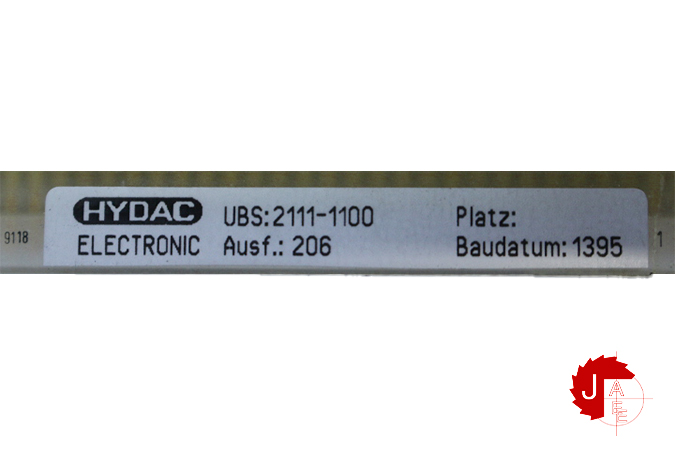 HYDAC UBS: 2111-1100 Platz:
9118 ELECTRONIC Ausf.: 206 Baudatum: 1395 1
J
A
E
E